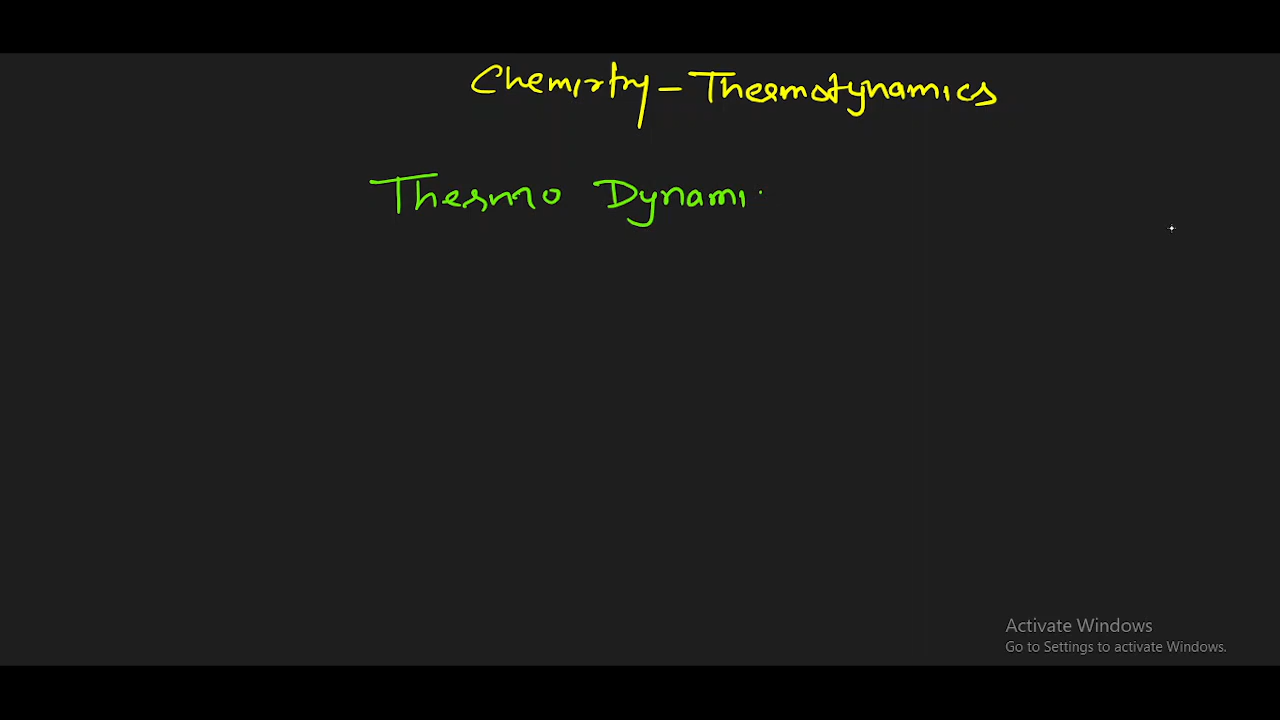 Chemistry - Thermodynamics
Thermo Dynami
Activate Windows
Go to Settings to activate Windows.